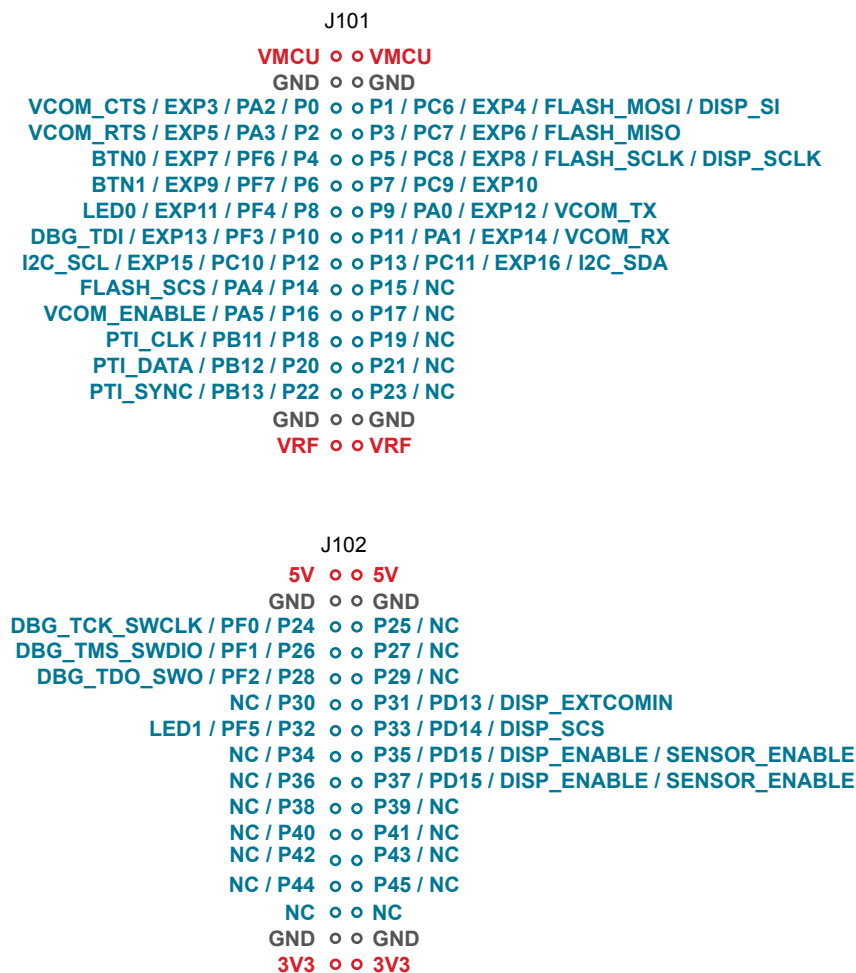 J101
VMCU VMCU
GND GND
VCOM_CTS / EXP3 / PA2 / P0 P1 / PC6 / EXP4 / FLASH_MOSI / DISP_SI
VCOM_RTS / EXP5 / PA3 / P2 P3 / PC7 / EXP6 / FLASH_MISO
BTN0 / EXP7 / PF6 / P4 P5 / PC8 / EXP8 / FLASH_SCLK / DISP_SCLK
BTN1 / EXP9 / PF7 / P6 P7 / PC9 / EXP10
LED0 / EXP11 / PF4 / P8 P9 / PA0 / EXP12 / VCOM_TX
DBG_TDI / EXP13 / PF3 / P10 P11 / PA1 / EXP14 / VCOM_RX
I2C_SCL / EXP15 / PC10 / P12 P13 / PC11 / EXP16 / I2C_SDA
FLASH_SCS / PA4 / P14 P15 / NC
VCOM_ENABLE / PA5 / P16 P17 / NC
PTI_CLK / PB11 / P18 P19 / NC
PTI_DATA / PB12 / P20 P21 / NC
PTI_SYNC / PB13 / P22 P23 / NC
GND GND
VRF VRF
J102
5V 5V
GND GND
DBG_TCK_SWCLK / PF0 / P24 P25 / NC
DBG_TMS_SWDIO / PF1 / P26 P27 / NC
DBG_TDO_SWO / PF2 / P28 P29 / NC
NC / P30 P31 / PD13 / DISP_EXTCOMIN
LED1 / PF5 / P32 P33 / PD14 / DISP_SCS
NC / P34 P35 / PD15 / DISP_ENABLE / SENSOR_ENABLE
NC / P36 P37 / PD15 / DISP_ENABLE / SENSOR_ENABLE
NC / P38 P39 / NC
NC / P40 P41 / NC
NC / P42 P43 / NC
NC / P44 P45 / NC
NC NC
GND GND
3V3 3V3